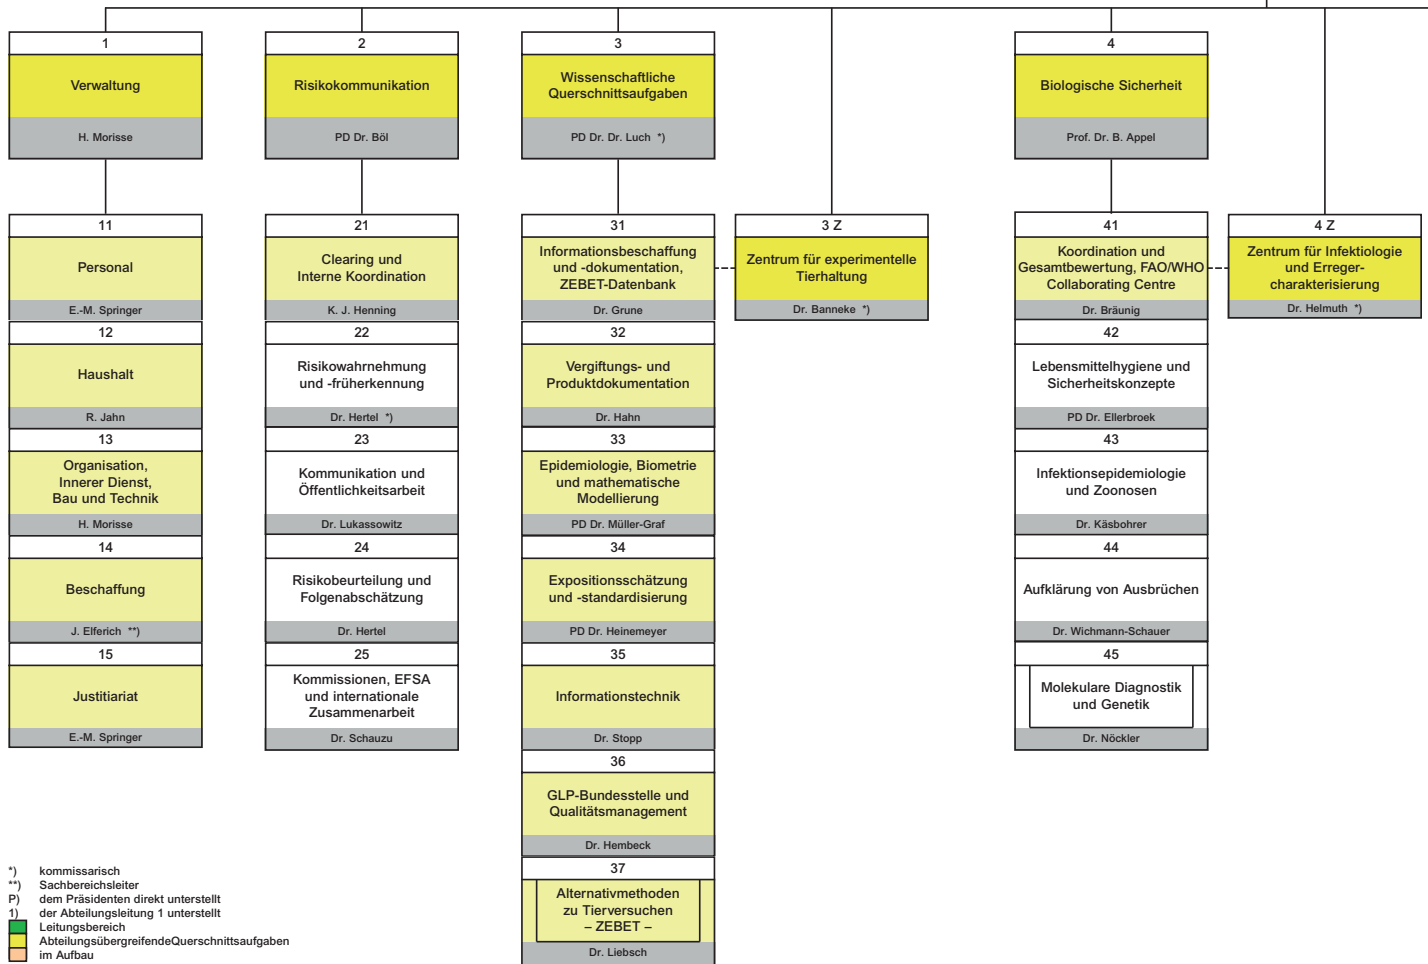 1
Verwaltung
H. Morisse
2
Risikokommunikation
PD Dr. Böl
3
Wissenschaftliche
Querschnittsaufgaben
PD Dr. Dr. Luch *)
4
Biologische Sicherheit
Prof. Dr. B. Appel
11
Personal
E.-M. Springer
12
Haushalt
R. Jahn
13
Organisation,
Innerer Dienst,
Bau und Technik
H. Morisse
14
Beschaffung
J. Elferich **)
15
Justitiariat
E.-M. Springer
21
Clearing und
Interne Koordination
K. J. Henning
22
Risikowahrnehmung
und -früherkennung
Dr. Hertel *)
23
Kommunikation und
Öffentlichkeitsarbeit
Dr. Lukassowitz
24
Risikobeurteilung und
Folgenabschätzung
Dr. Hertel
25
Kommissionen, EFSA
und internationale
Zusammenarbeit
Dr. Schauzu
31
Informationsbeschaffung
und -dokumentation,
ZEBET-Datenbank
Dr. Grune
32
Vergiftungs- und
Produktdokumentation
Dr. Hahn
33
Epidemiologie, Biometrie
und mathematische
Modellierung
PD Dr. Müller-Graf
34
Expositionsschätzung
und -standardisierung
PD Dr. Heinemeyer
35
Informationstechnik
Dr. Stopp
36
GLP-Bundesstelle und
Qualitätsmanagement
Dr. Hembeck
37
Alternativmethoden
zu Tierversuchen
– ZEBET –
Dr. Liebsch
3 Z
Zentrum für experimentelle
Tierhaltung
Dr. Banneke *)
41
Koordination und
Gesamtbewertung, FAO/WHO
Collaborating Centre
Dr. Bräunig
42
Lebensmittelhygiene und
Sicherheitskonzepte
PD Dr. Ellerbroek
43
Infektionsepidemiologie
und Zoonosen
Dr. Käsbohrer
44
Aufklärung von Ausbrüchen
Dr. Wichmann-Schauer
45
Molekulare Diagnostik
und Genetik
Dr. Nöckler
4 Z
Zentrum für Infektiologie
und Erreger-
charakterisierung
Dr. Helmuth *)
*) kommissarisch
**) Sachbereichsleiter
P) dem Präsidenten direkt unterstellt
1) der Abteilungsleitung 1 unterstellt
Leitungsbereich
AbteilungsübergreifendeQuerschnittsaufgaben
im Aufbau